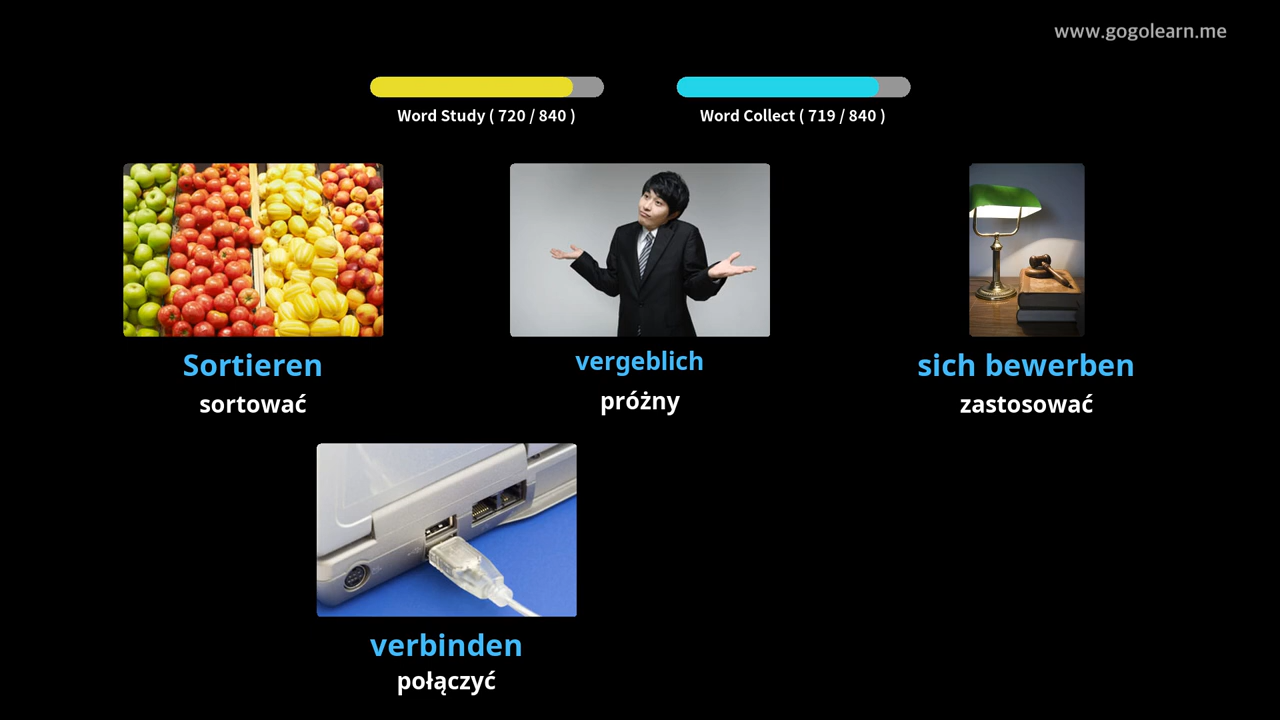 www.gogolearn.me
Word Study ( 720 / 840 )
Word Collect ( 719 / 840 )
Sortieren
sortować
vergeblich
próżny
sich bewerben
zastosować
verbinden
połączyć